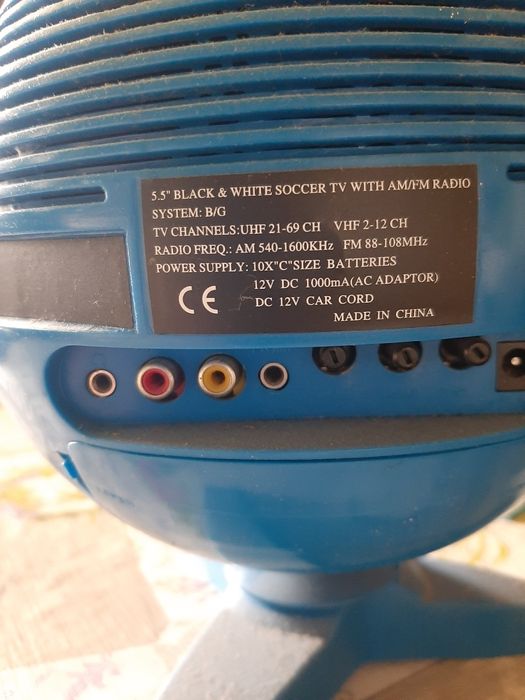 5.5" BLACK & WHITE SOCCER TV WITH AM/FM RADIO
SYSTEM: B/G
TV CHANNELS:UHF 21-69 CH VHF 2-12 CH
RADIO FREQ.: AM 540-1600KHz FM 88-108MHz
POWER SUPPLY: 10X"C"SIZE BATTERIES
12V DC 1000mA(AC ADAPTOR)
CE DC 12V CAR CORD
MADE IN CHINA